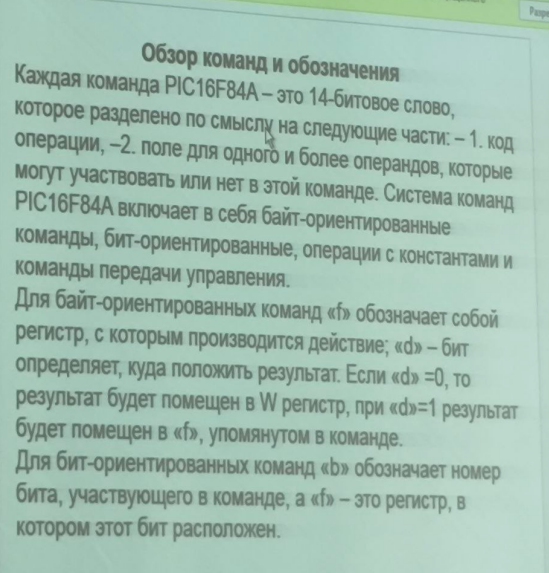 Обзор команд и обозначения
Каждая команда PIC16F84A – это 14-битовое слово,
которое разделено по смыслу на следующие части: – 1. код
операции, –2. поле для одного и более операндов, которые
могут участвовать или нет в этой команде. Система команд
PIC16F84A включает в себя байт-ориентированные
команды, бит-ориентированные, операции с константами и
команды передачи управления.
Для байт-ориентированных команд «f» обозначает собой
регистр, с которым производится действие; «d» – бит
определяет, куда положить результат. Если «d» =0, то
результат будет помещен в W регистр, при «d»=1 результат
будет помещен в «f», упомянутом в команде.
Для бит-ориентированных команд «b» обозначает номер
бита, участвующего в команде, а «f» – это регистр, в
котором этот бит расположен.